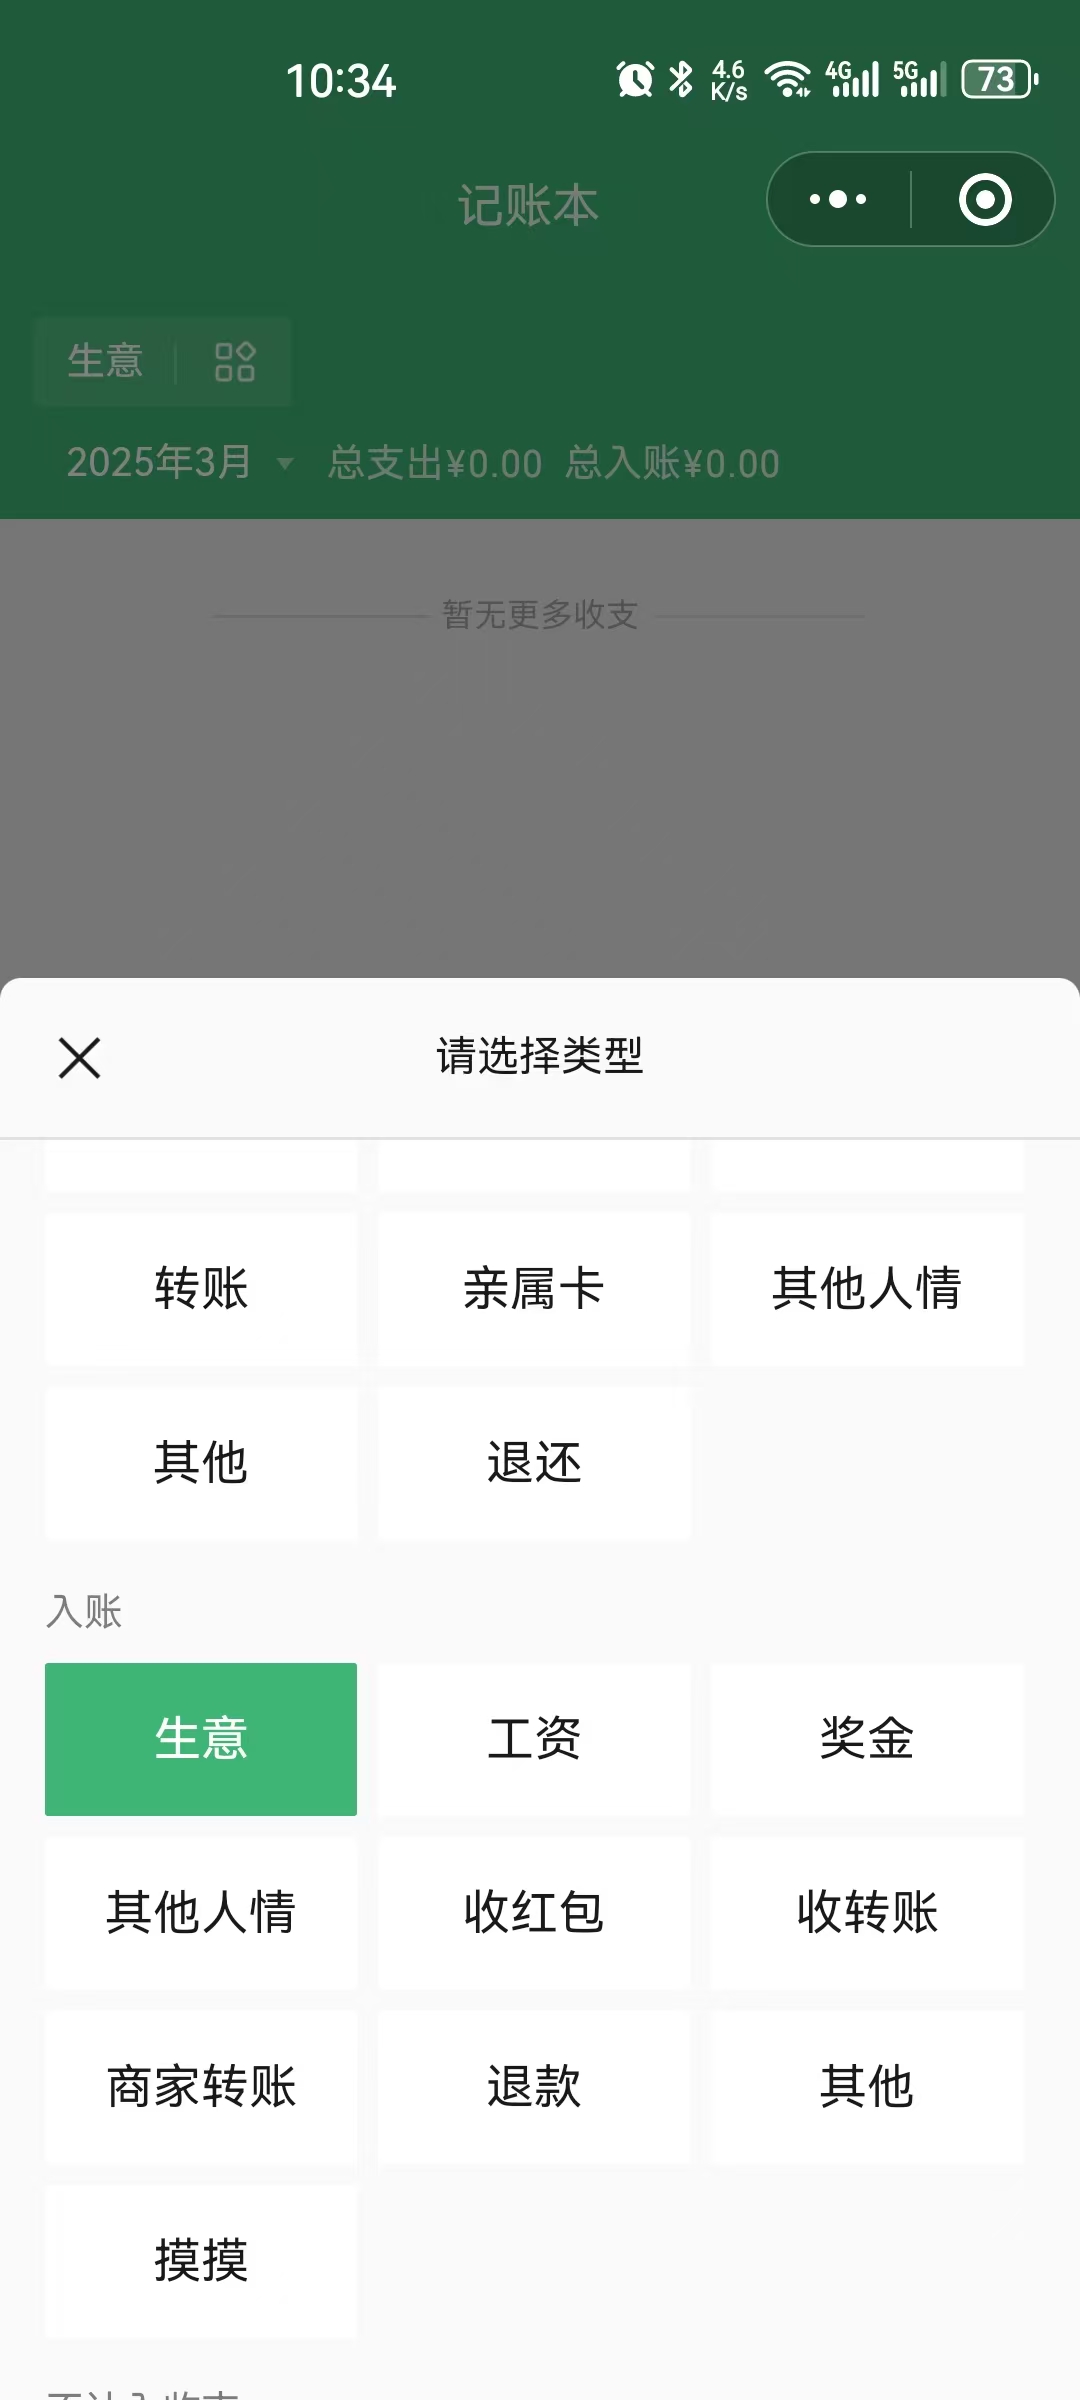 10:34 4.6 K/s 4G 5G 73
记账本
生意
2025年3月 总支出¥0.00 总入账¥0.00
暂无更多收支
请选择类型
转账 亲属卡 其他人情
其他 退还
入账
生意 工资 奖金
其他人情 收红包 收转账
商家转账 退款 其他
摸摸